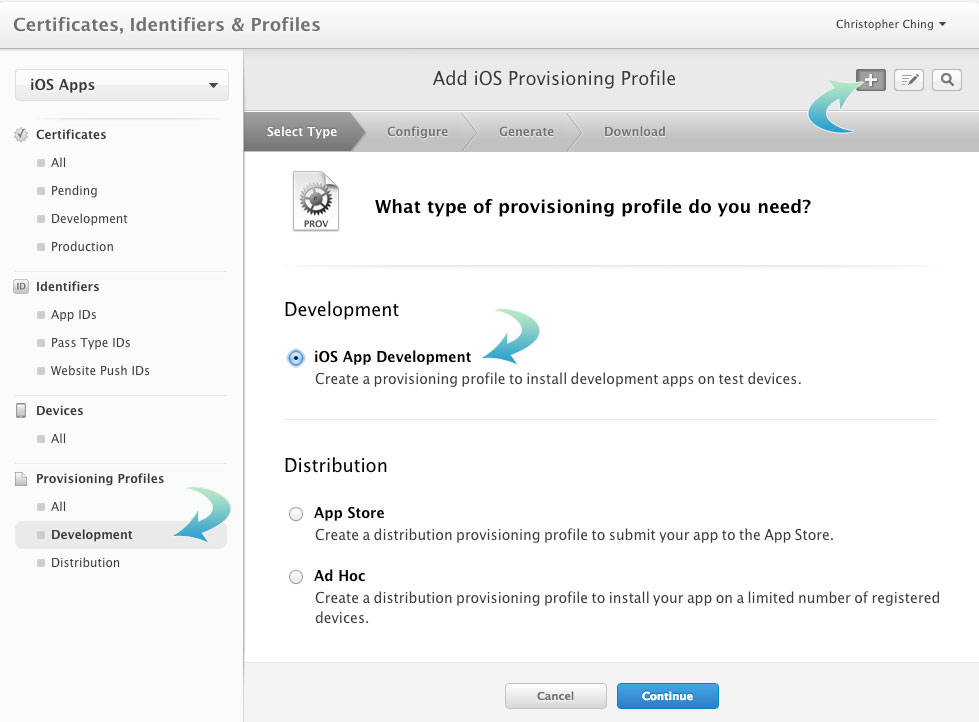 Certificates, Identifiers & Profiles
Christopher Ching
iOS Apps
Add iOS Provisioning Profile
Select Type
Configure
Generate
Download
Certificates
All
Pending
Development
Production
ID
Identifiers
App IDs
Pass Type IDs
Website Push IDs
Devices
All
Provisioning Profiles
All
Development
Distribution
PROV
What type of provisioning profile do you need?
Development
iOS App Development
Create a provisioning profile to install development apps on test devices.
Distribution
App Store
Create a distribution provisioning profile to submit your app to the App Store.
Ad Hoc
Create a distribution provisioning profile to install your app on a limited number of registered
devices.
Cancel
Continue